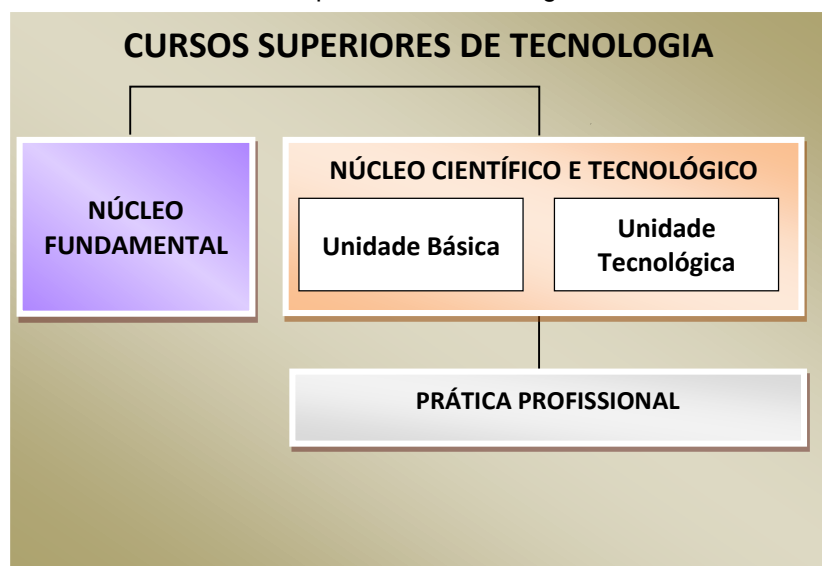 CURSOS SUPERIORES DE TECNOLOGIA
NÚCLEO
FUNDAMENTAL
NÚCLEO CIENTÍFICO E TECNOLÓGICO
Unidade Básica
Unidade
Tecnológica
PRÁTICA PROFISSIONAL